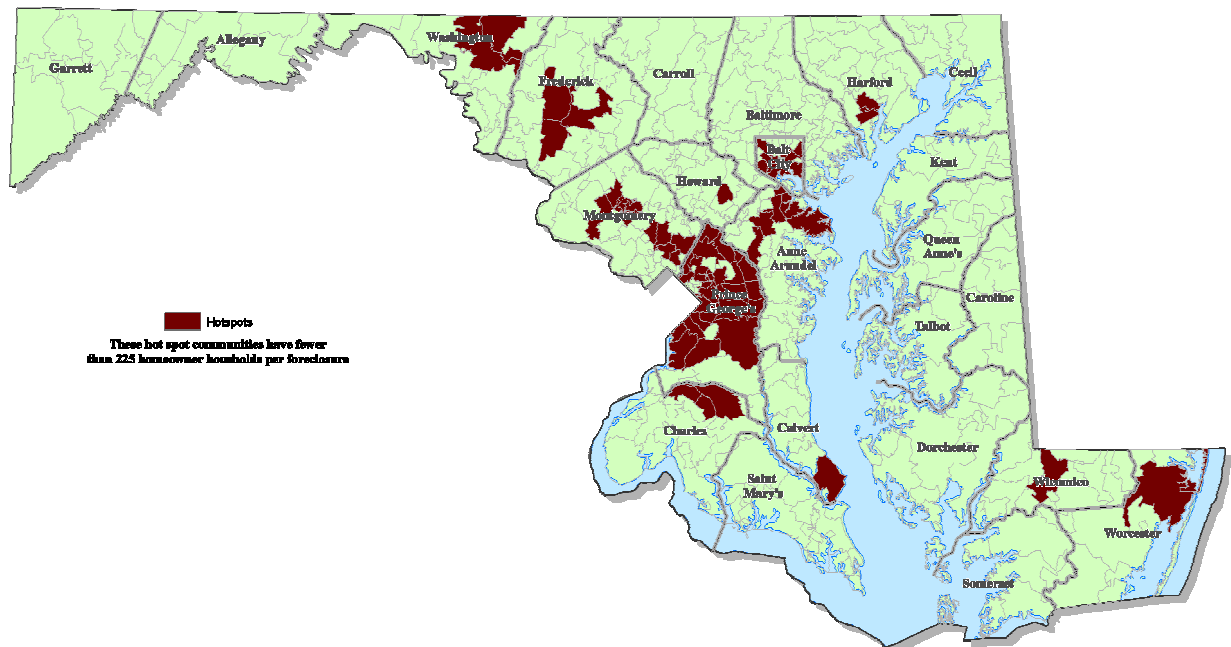 Garrett
Allegany
Washington
Frederick
Carroll
Baltimore
Harford
Cecil
Balt
City
Howard
Kent
Montgomery
Queen
Anne's
Anne
Arundel
Prince
George's
Caroline
Talbot
Hotspots
These hot spot communities have fewer
than 225 homeowner housholds per foreclosure
Charles
Calvert
Dorchester
Saint
Mary's
Wicomico
Worcester
Somerset